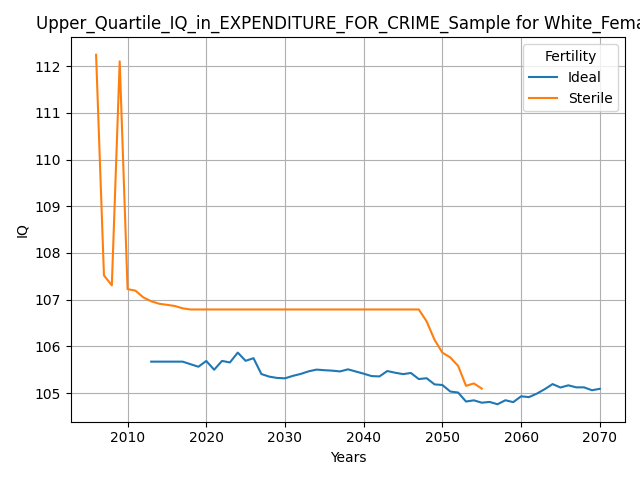 Upper_Quartile_IQ_in_EXPENDITURE_FOR_CRIME_Sample for White_Fema
Fertility
Ideal
Sterile
IQ
112
111
110
109
108
107
106
105
2010 2020 2030 2040 2050 2060 2070
Years